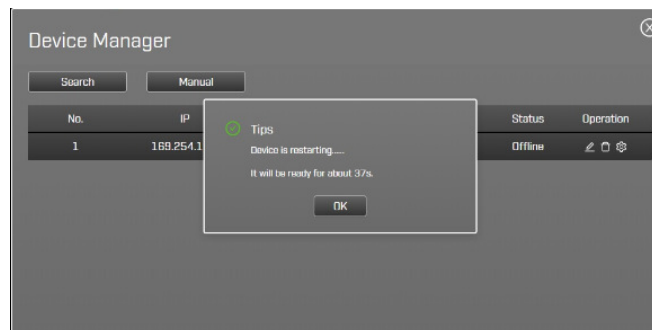 Device Manager
Search Manual
No. IP Status Operation
1 169.254.1 Offline
Tips
Device is restarting.....
It will be ready for about 37s.
OK